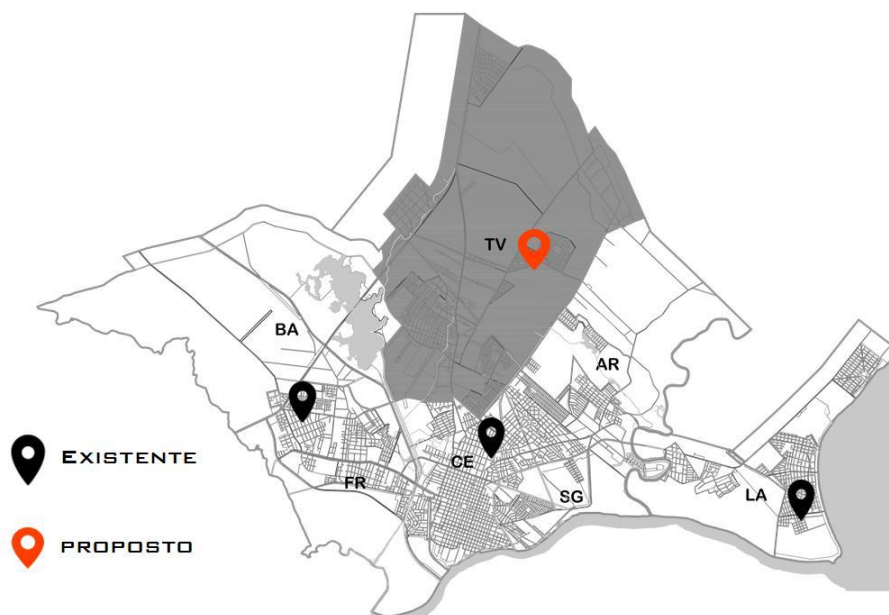 TV
BA
AR
CE
FR
SG
LA
EXISTENTE
PROPOSTO